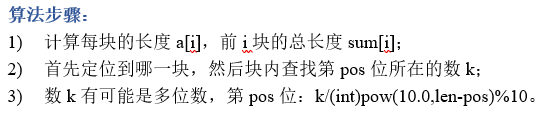 算法步骤：
1) 计算每块的长度 a[i]，前 i 块的总长度 sum[i]；
2) 首先定位到哪一块，然后块内查找第 pos 位所在的数 k；
3) 数 k 有可能是多位数，第 pos 位：k/(int)pow(10.0,len-pos)%10。